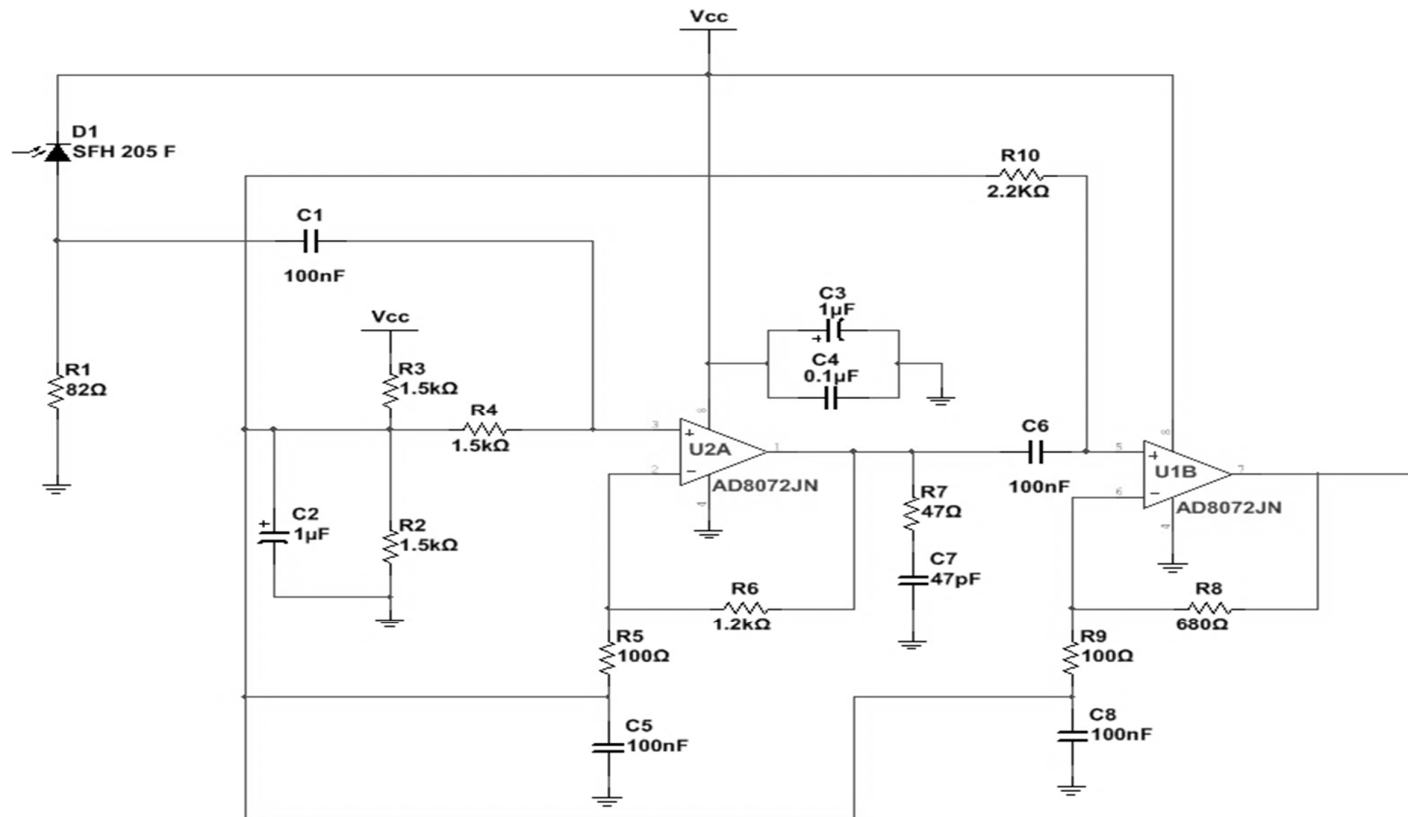 Vcc
D1
SFH 205 F
R10
2.2KΩ
C1
100nF
C3
1µF
+
Vcc
C4
0.1µF
R1
82Ω
R3
1.5kΩ
R4
1.5kΩ
8
3
+
U2A
1
2
−
AD8072JN
4
C6
100nF
8
5
+
U1B
7
6
−
AD8072JN
4
+
C2
1µF
R2
1.5kΩ
R7
47Ω
C7
47pF
R6
1.2kΩ
R8
680Ω
R5
100Ω
R9
100Ω
C5
100nF
C8
100nF